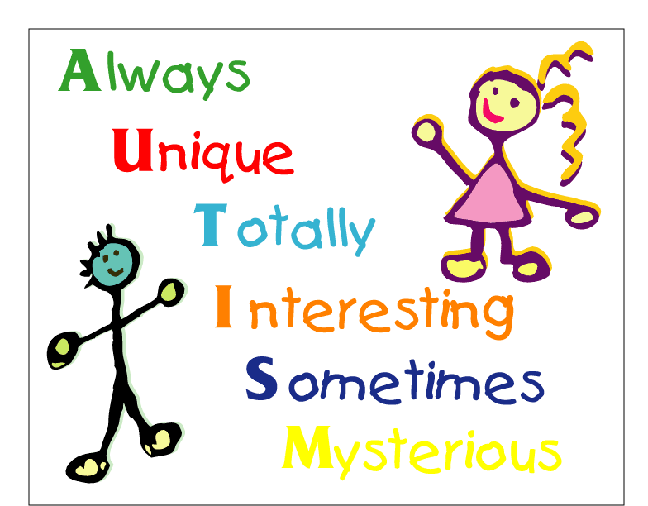 Always
Unique
Totally
Interesting
Sometimes
Mysterious